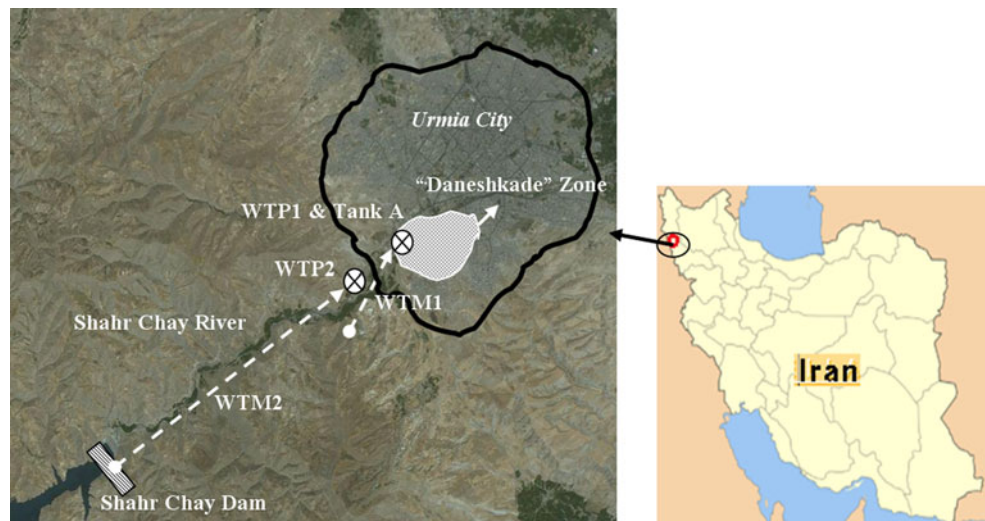 Urmia City
“Daneshkade” Zone
WTP1 & Tank A
WTP2
WTM1
Shahr Chay River
WTM2
Shahr Chay Dam
Iran